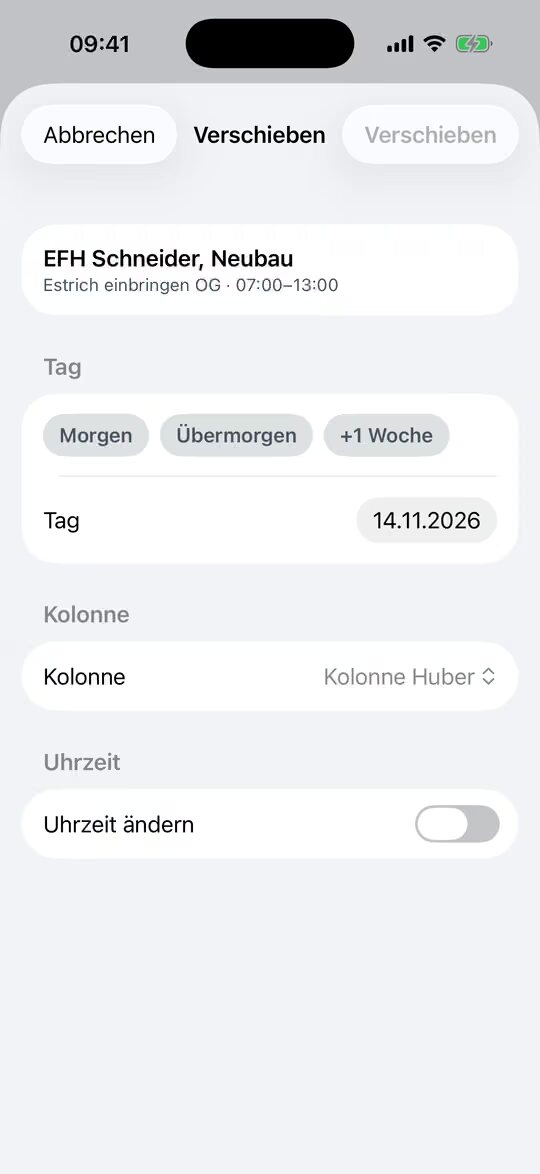 09:41
Abbrechen Verschieben Verschieben
EFH Schneider, Neubau
Estrich einbringen OG · 07:00–13:00
Tag
Morgen Übermorgen +1 Woche
Tag 14.11.2026
Kolonne
Kolonne Kolonne Huber
Uhrzeit
Uhrzeit ändern